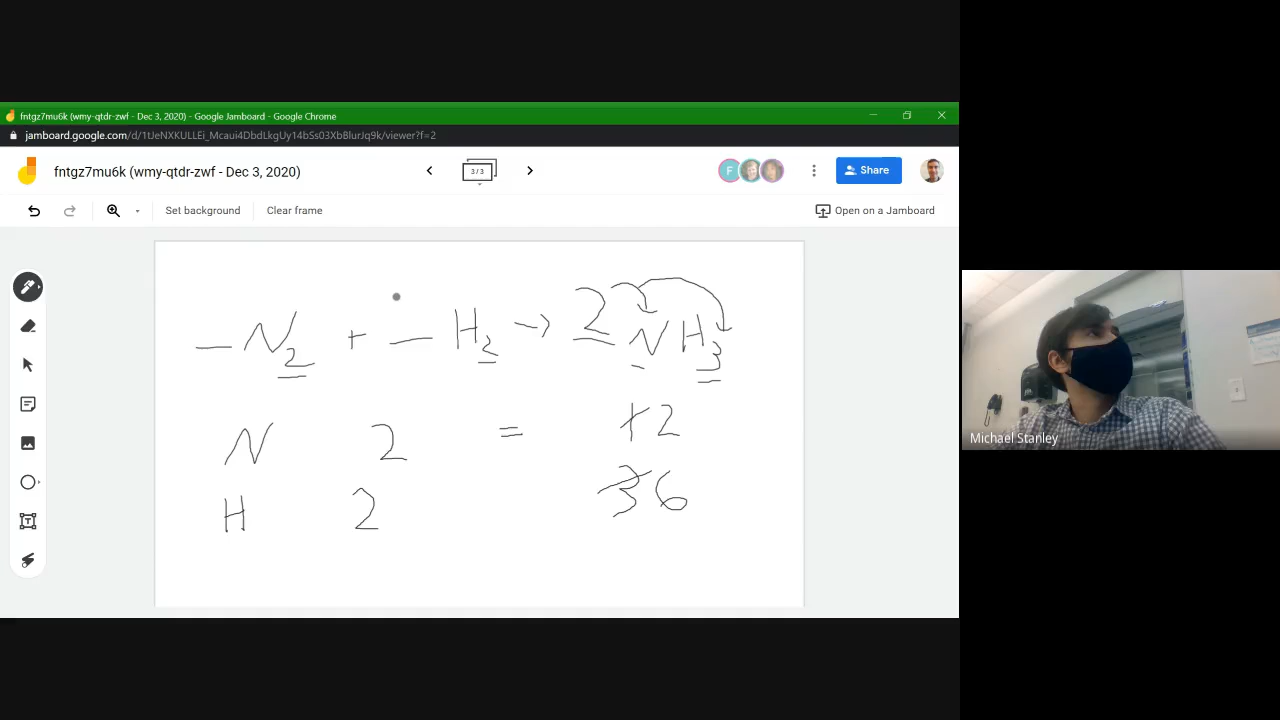 fntgz7mu6k (wmy-qtdr-zwf - Dec 3, 2020) - Google Jamboard - Google Chrome
jamboard.google.com/d/1tJeNXKULLEi_Mcaui4DbdLkgUy14bSs03XbBlurJq9k/viewer?f=2
fntgz7mu6k (wmy-qtdr-zwf - Dec 3, 2020)
3 / 3
F
Share
Set background
Clear frame
Open on a Jamboard
_ N2 + _ H2 → 2 NH3
N 2 = 1 2
H 2 3 6
Michael Stanley